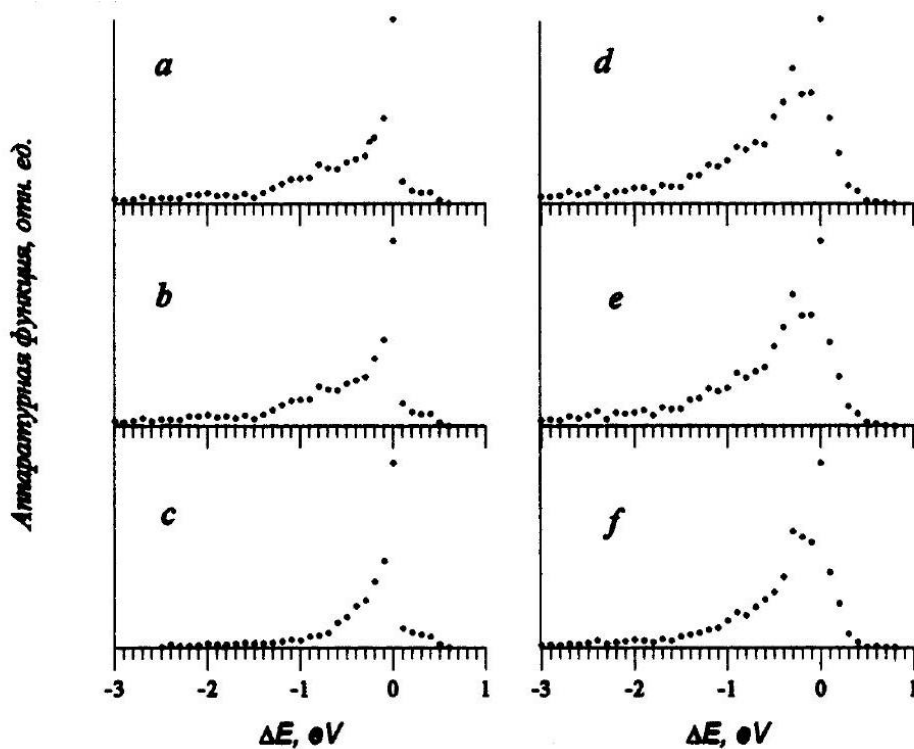 Аппаратурная функция, отн. ед.
a
d
b
e
c
f
-3 -2 -1 0 1
-3 -2 -1 0 1
ΔE, eV
ΔE, eV